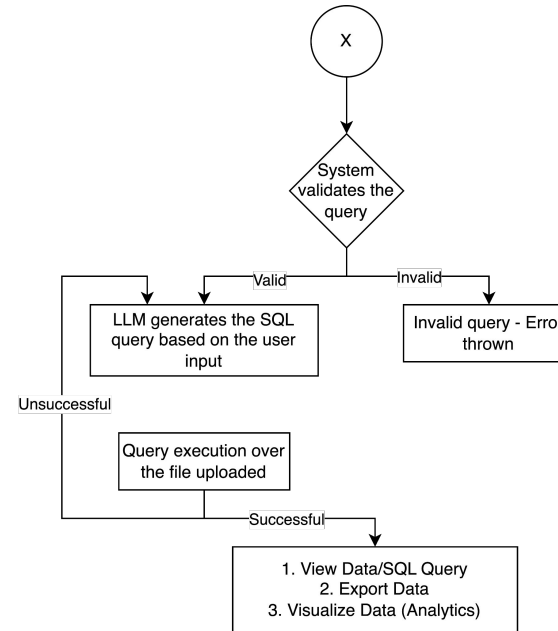 X
System
validates the
query
Valid
Invalid
LLM generates the SQL
query based on the user
input
Invalid query - Erro
thrown
Unsuccessful
Query execution over
the file uploaded
Successful
1. View Data/SQL Query
2. Export Data
3. Visualize Data (Analytics)